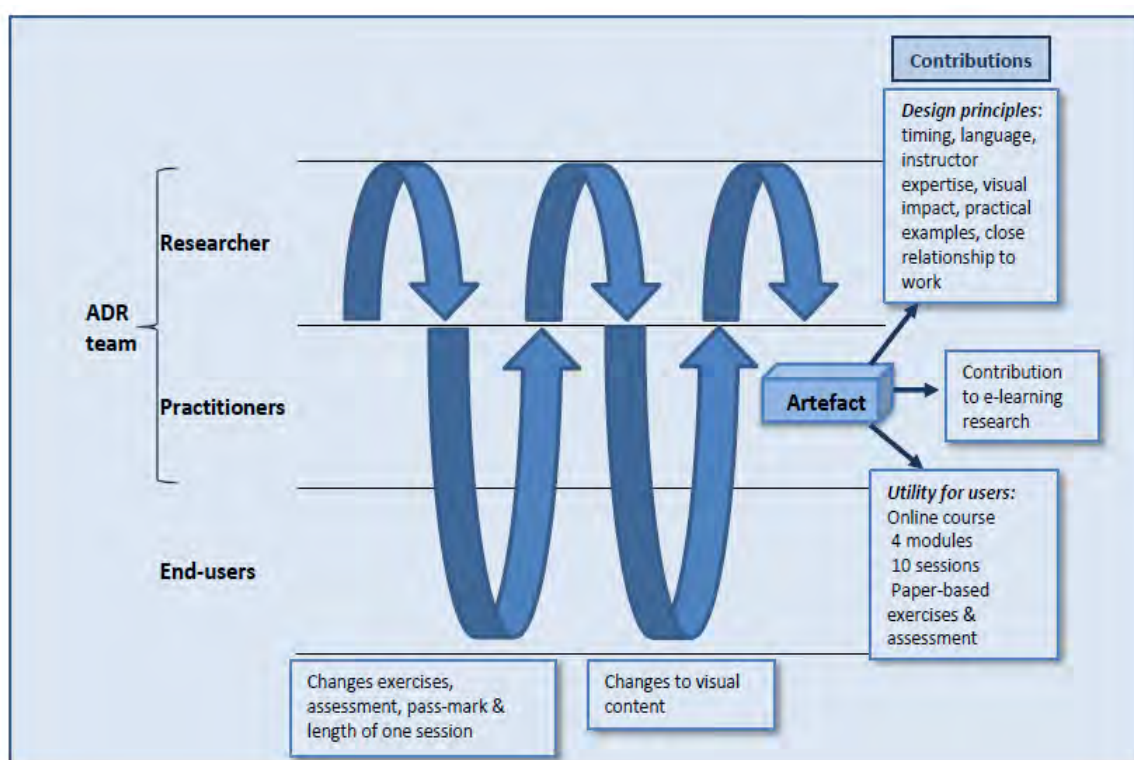 Contributions
Design principles:
timing, language,
instructor
expertise, visual
impact, practical
examples, close
relationship to
work
Researcher
ADR
team
Practitioners
Artefact
Contribution
to e-learning
research
End-users
Utility for users:
Online course
4 modules
10 sessions
Paper-based
exercises &
assessment
Changes exercises,
assessment, pass-mark &
length of one session
Changes to visual
content